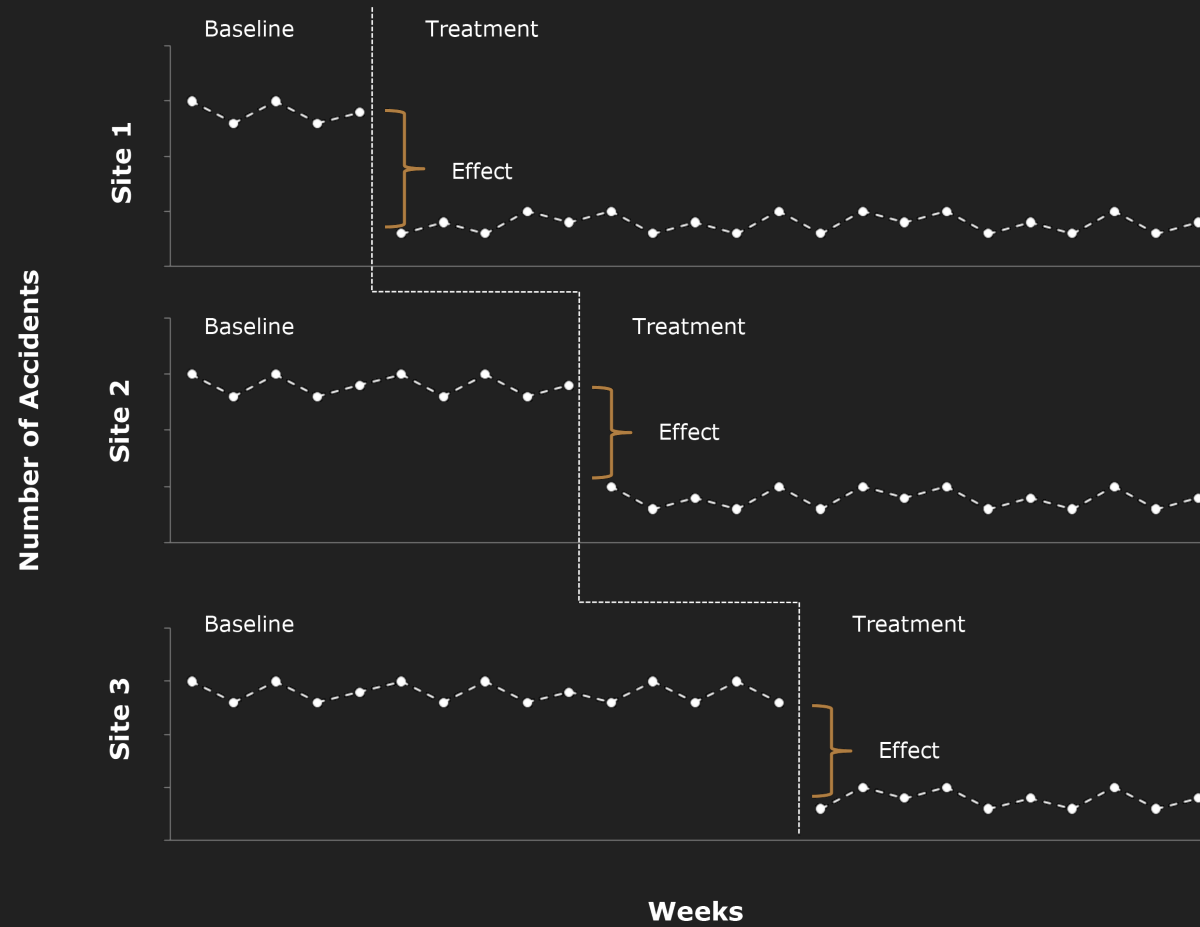 Baseline
Treatment
Site 1
Effect
Number of Accidents
Baseline
Treatment
Site 2
Effect
Baseline
Treatment
Site 3
Effect
Weeks